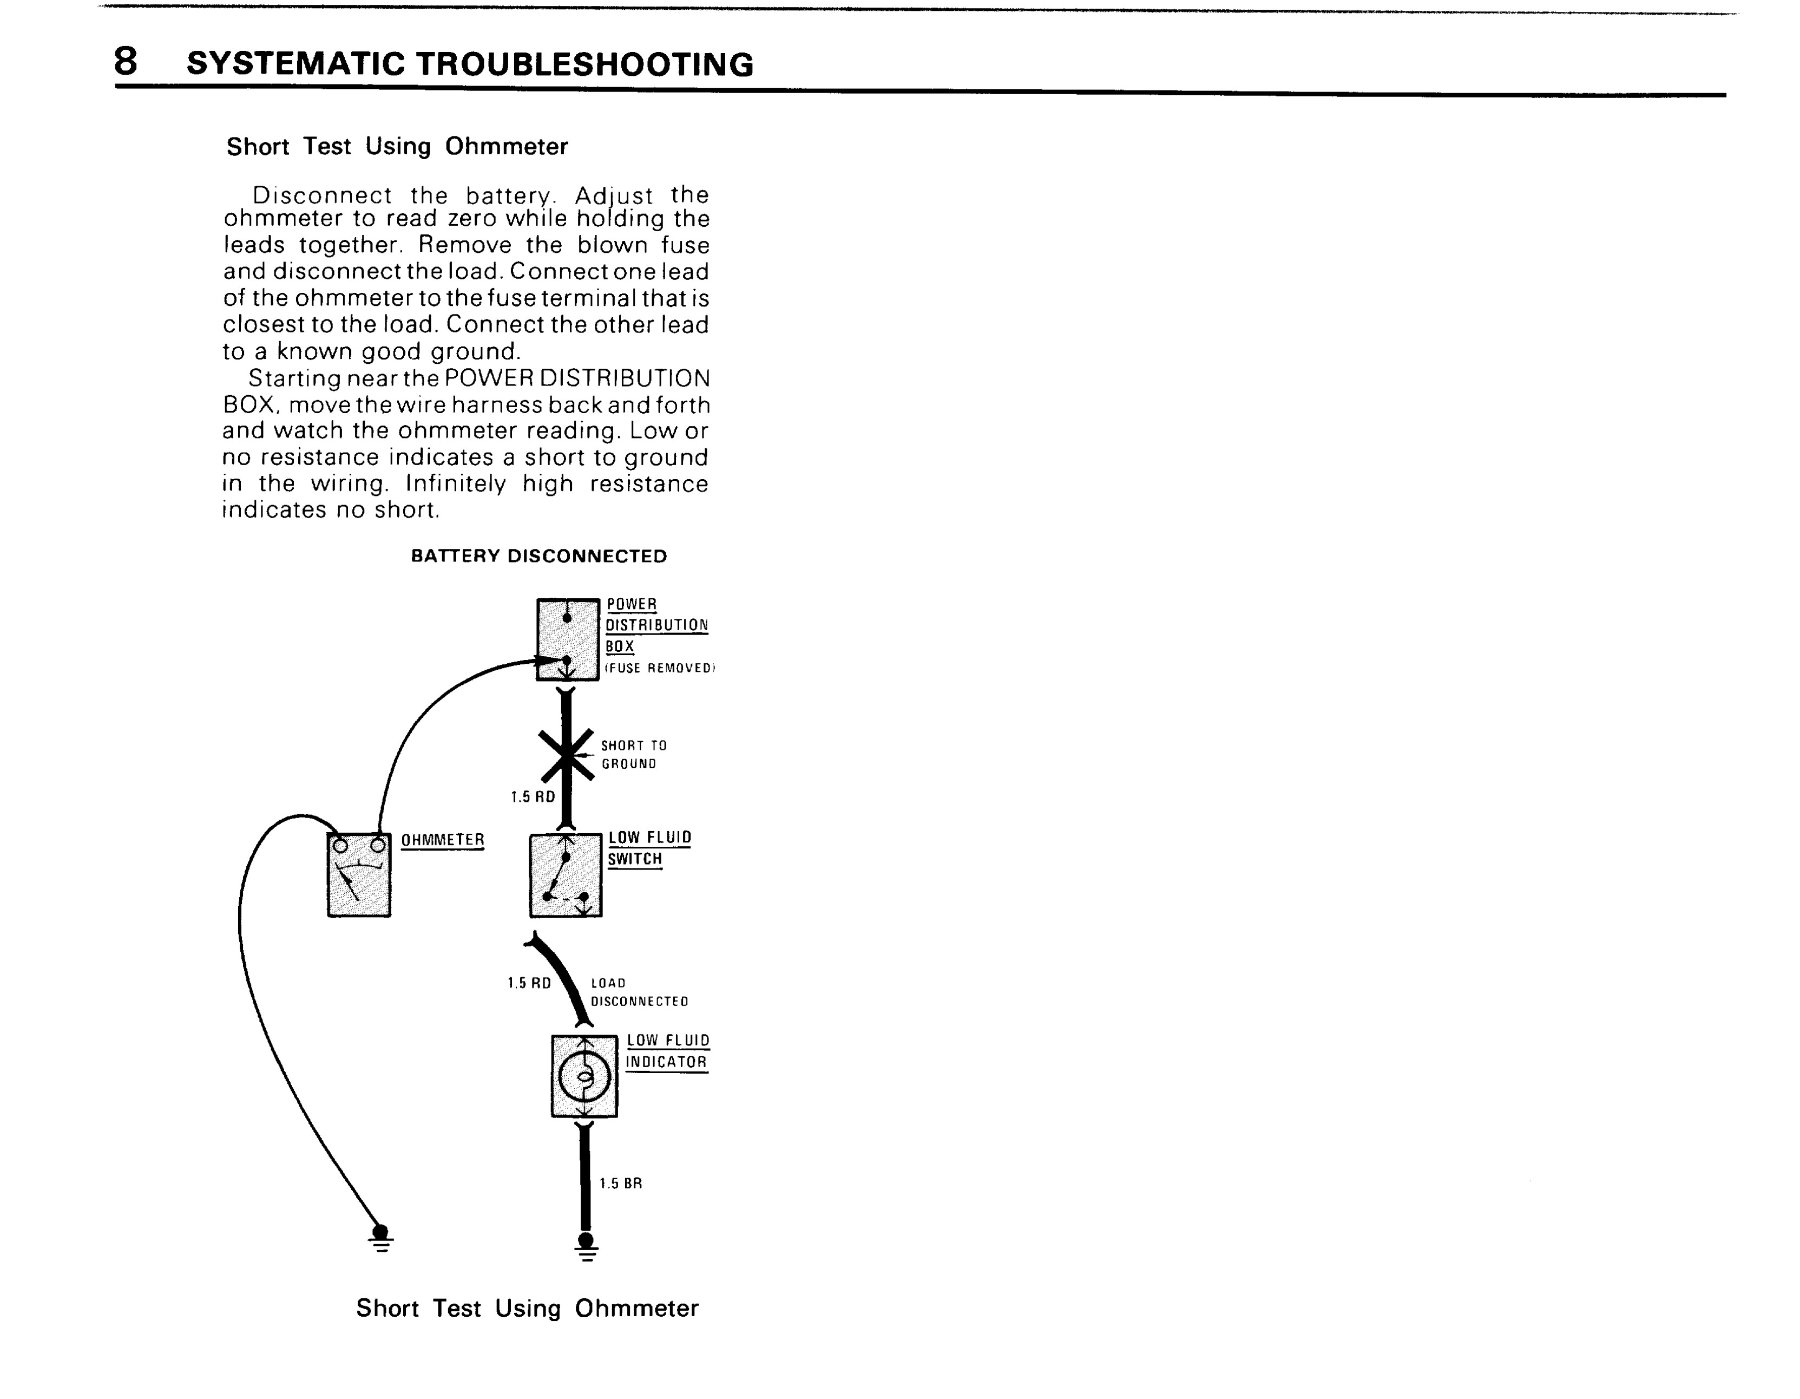 8 SYSTEMATIC TROUBLESHOOTING
Short Test Using Ohmmeter
Disconnect the battery. Adjust the
ohmmeter to read zero while holding the
leads together. Remove the blown fuse
and disconnect the load. Connect one lead
of the ohmmeter to the fuse terminal that is
closest to the load. Connect the other lead
to a known good ground.
Starting near the POWER DISTRIBUTION
BOX, move the wire harness back and forth
and watch the ohmmeter reading. Low or
no resistance indicates a short to ground
in the wiring. Infinitely high resistance
indicates no short.
BATTERY DISCONNECTED
POWER
DISTRIBUTION
BOX
(FUSE REMOVED)
SHORT TO
GROUND
1.5 RD
OHMMETER
LOW FLUID
SWITCH
1.5 RD
LOAD
DISCONNECTED
LOW FLUID
INDICATOR
1.5 BR
Short Test Using Ohmmeter